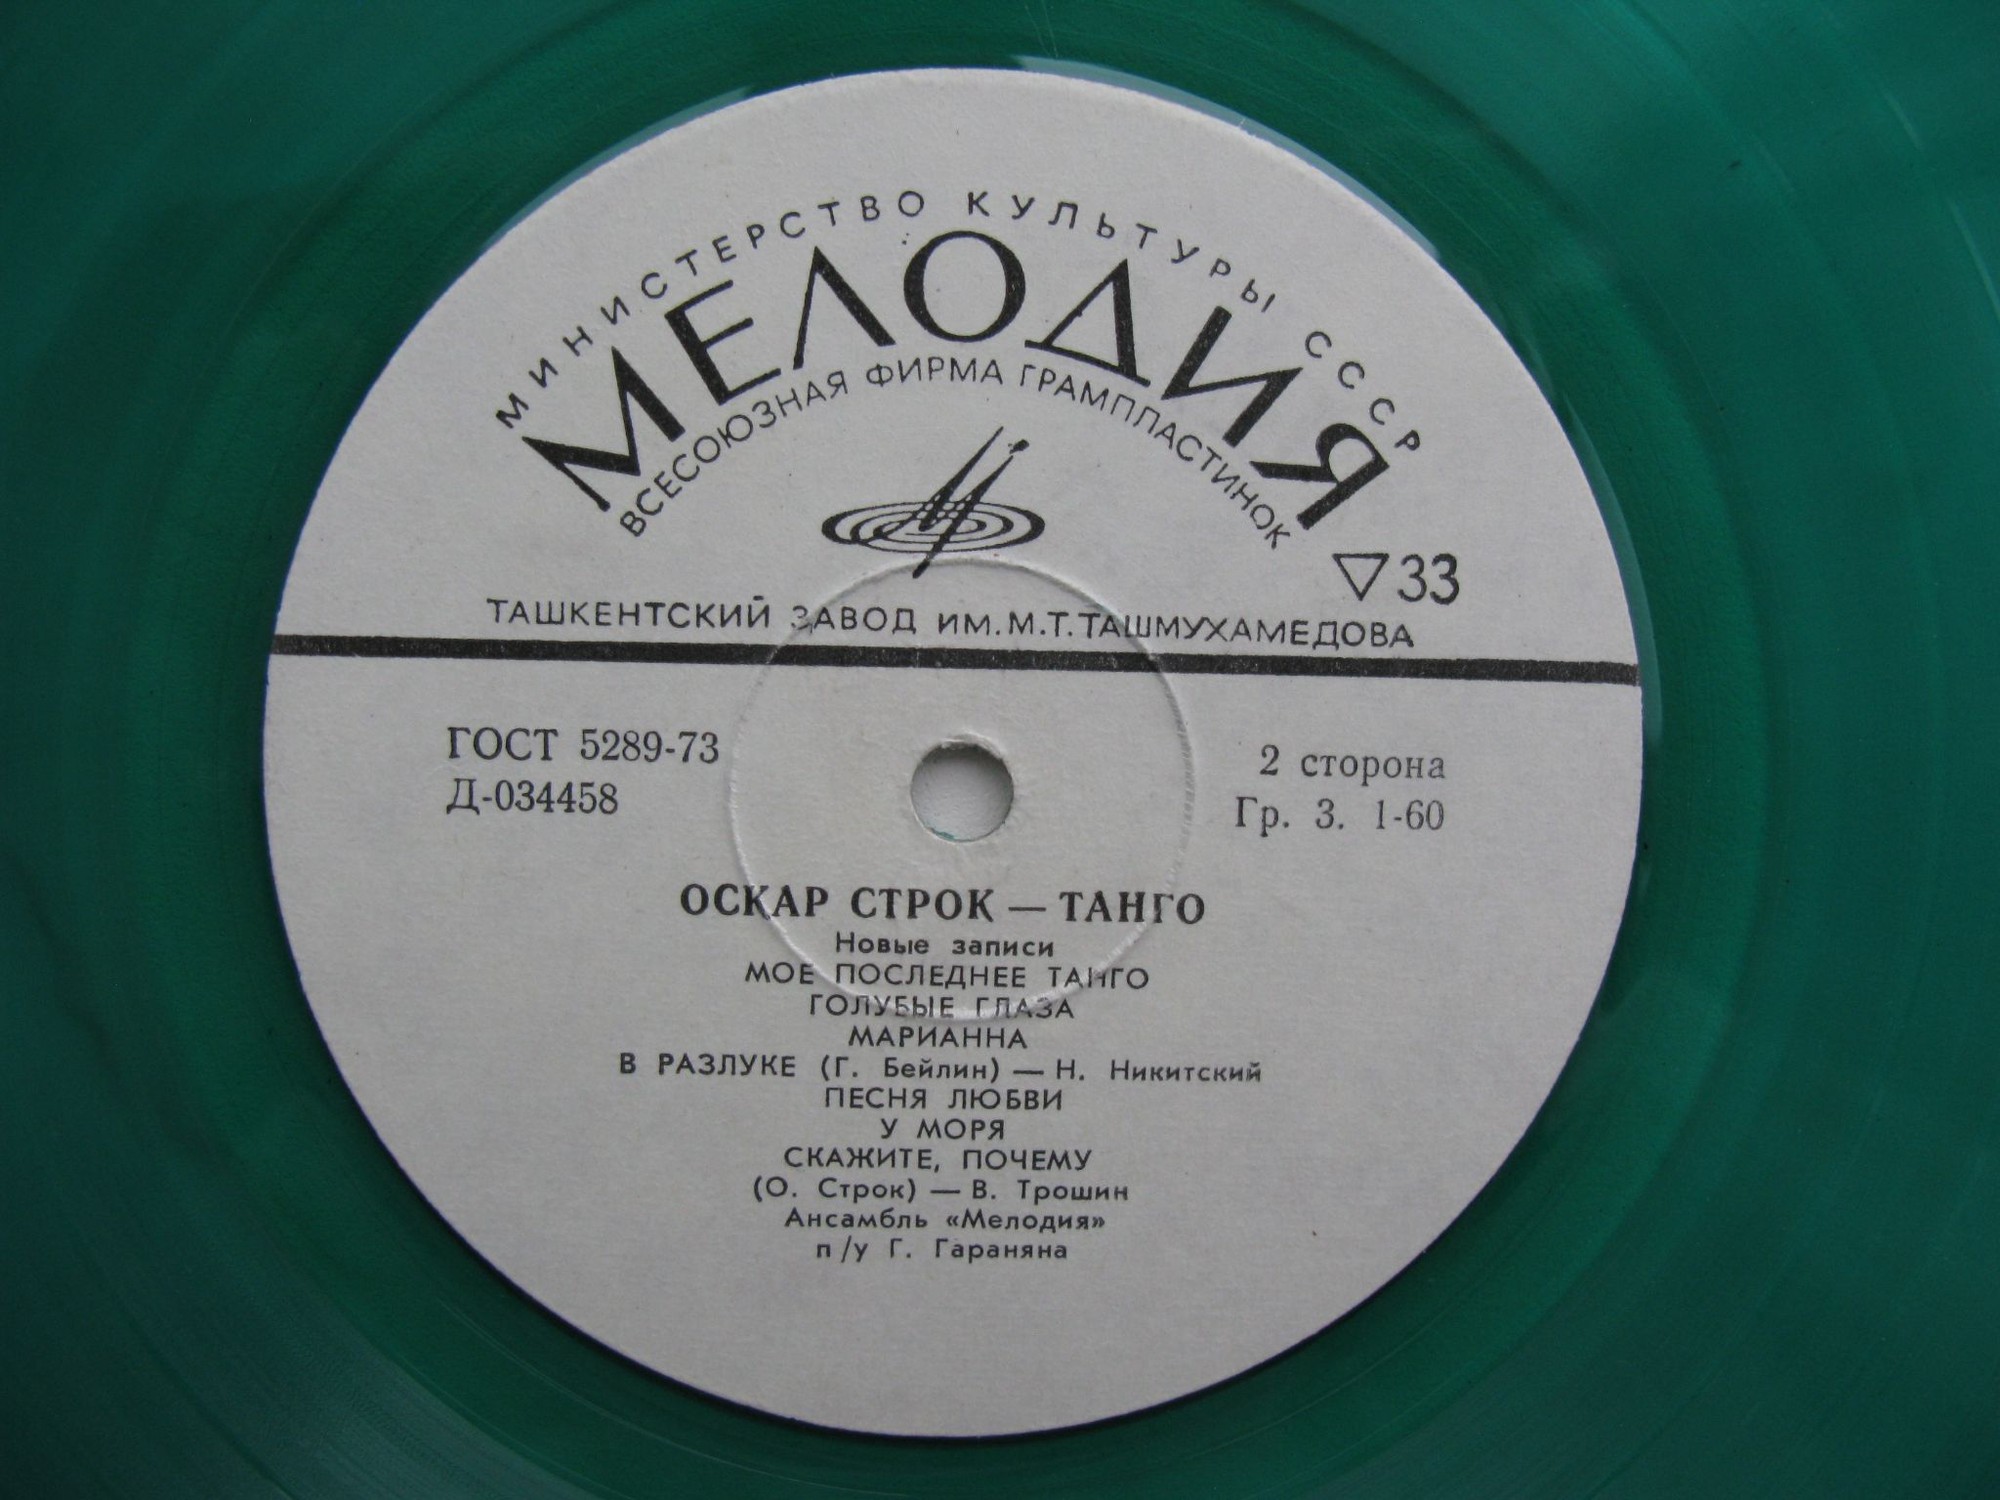 МИНИСТЕРСТВО КУЛЬТУРЫ СССР
МЕЛОДИЯ
ВСЕСОЮЗНАЯ ФИРМА ГРАМПЛАСТИНОК
▽33
ТАШКЕНТСКИЙ ЗАВОД ИМ.М.Т.ТАШМУХАМЕДОВА
ГОСТ 5289-73
Д-034458
2 сторона
Гр. 3. 1-60
ОСКАР СТРОК — ТАНГО
Новые записи
МОЕ ПОСЛЕДНЕЕ ТАНГО
ГОЛУБЫЕ ГЛАЗА
МАРИАННА
В РАЗЛУКЕ (Г. Бейлин) — Н. Никитский
ПЕСНЯ ЛЮБВИ
У МОРЯ
СКАЖИТЕ, ПОЧЕМУ
(О. Строк) — В. Трошин
Ансамбль «Мелодия»
п/у Г. Гараняна